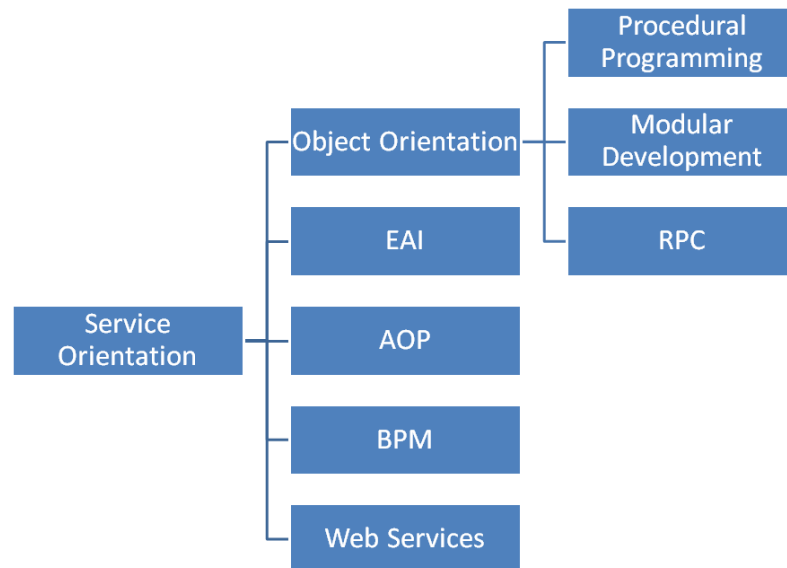 Procedural
Programming
Object Orientation
Modular
Development
EAI
RPC
Service
Orientation
AOP
BPM
Web Services